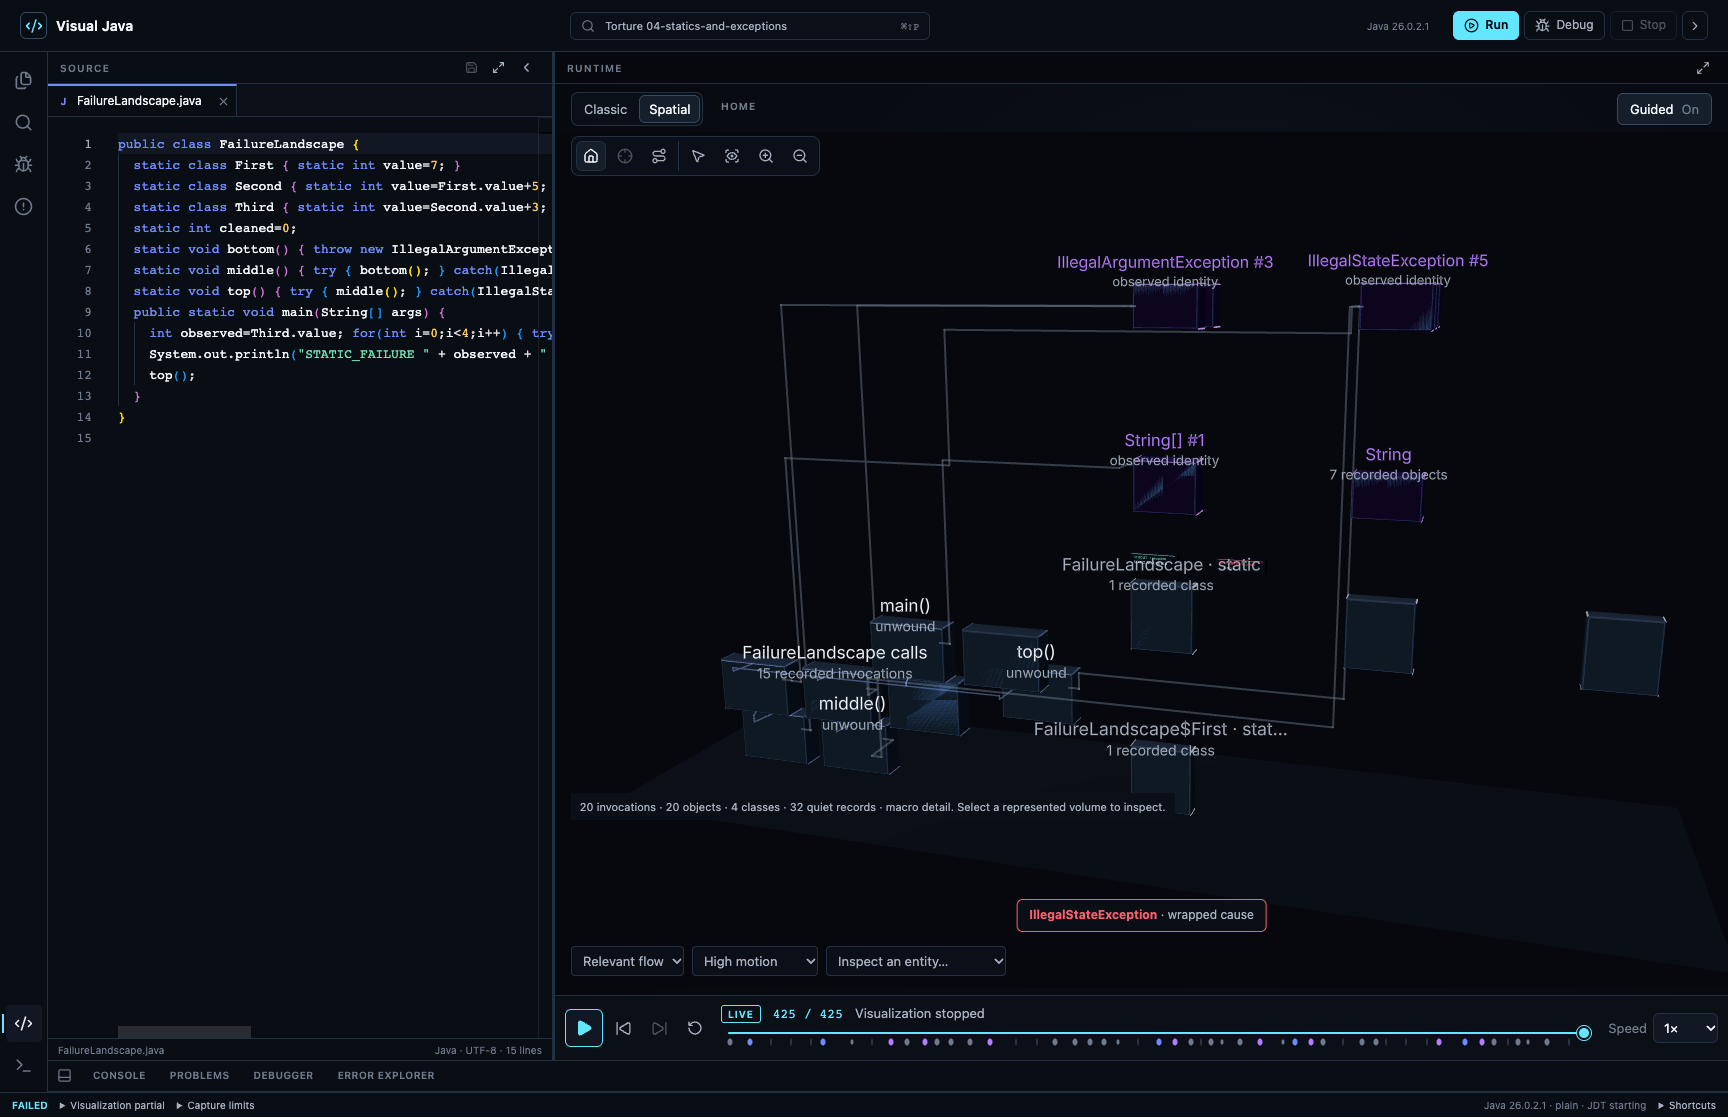 Visual Java
Torture 04-statics-and-exceptions
⌘⇧P
Java 26.0.2.1
Run
Debug
Stop
SOURCE
RUNTIME
J FailureLandscape.java
Classic
Spatial
HOME
Guided On
1 public class FailureLandscape {
2 static class First { static int value=7; }
3 static class Second { static int value=First.value+5;
4 static class Third { static int value=Second.value+3;
5 static int cleaned=0;
6 static void bottom() { throw new IllegalArgumentExcept
7 static void middle() { try { bottom(); } catch(Illegal
8 static void top() { try { middle(); } catch(IllegalSta
9 public static void main(String[] args) {
10 int observed=Third.value; for(int i=0;i<4;i++) { try
11 System.out.println("STATIC_FAILURE " + observed + "
12 top();
13 }
14 }
15
IllegalArgumentException #3
observed identity
IllegalStateException #5
observed identity
String[] #1
observed identity
String
7 recorded objects
FailureLandscape · static
1 recorded class
main()
unwound
FailureLandscape calls
15 recorded invocations
top()
unwound
middle()
unwound
FailureLandscape$First · stat...
1 recorded class
20 invocations · 20 objects · 4 classes · 32 quiet records · macro detail. Select a represented volume to inspect.
IllegalStateException · wrapped cause
Relevant flow
High motion
Inspect an entity...
LIVE
425 / 425
Visualization stopped
Speed
1×
FailureLandscape.java
Java · UTF-8 · 15 lines
CONSOLE
PROBLEMS
DEBUGGER
ERROR EXPLORER
FAILED
Visualization partial
Capture limits
Java 26.0.2.1 · plain · JDT starting
Shortcuts